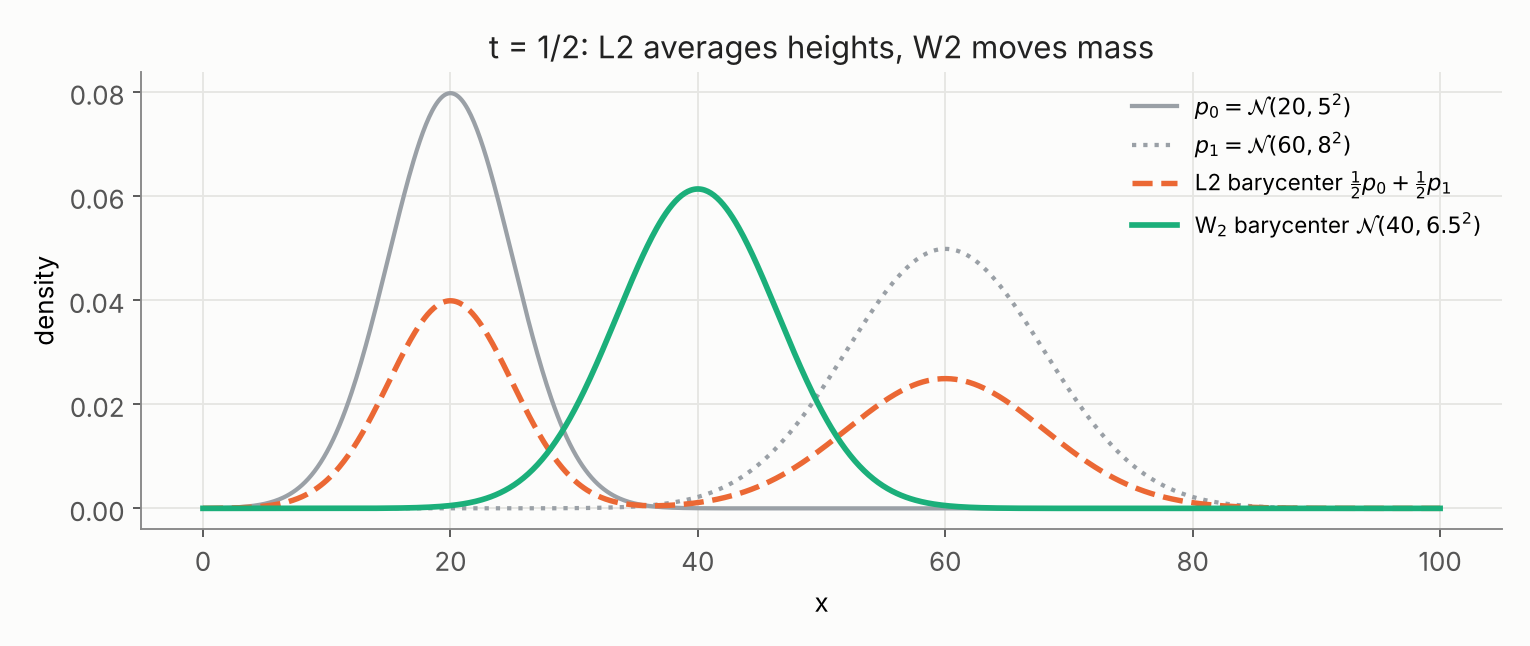 t = 1/2: L2 averages heights, W2 moves mass
density
0.08
0.06
0.04
0.02
0.00
p₀ = 𝒩(20, 5²)
p₁ = 𝒩(60, 8²)
L2 barycenter ½p₀ + ½p₁
W₂ barycenter 𝒩(40, 6.5²)
0 20 40 60 80 100
x